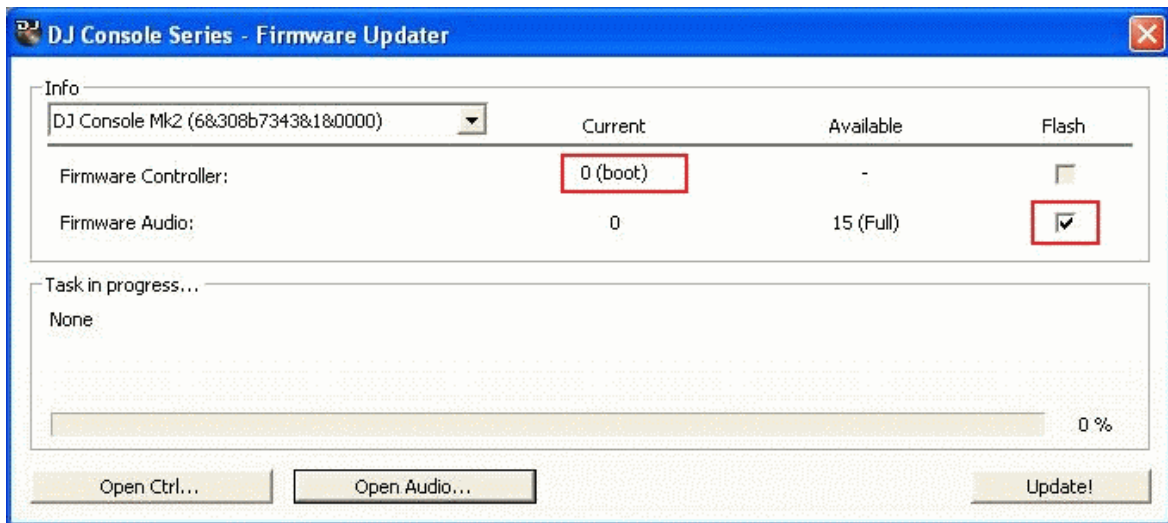 DJ Console Series - Firmware Updater
Info
DJ Console Mk2 (6&308b7343&1&0000)
Current Available Flash
Firmware Controller: 0 (boot) -
Firmware Audio: 0 15 (Full)
Task in progress...
None
0 %
Open Ctrl... Open Audio... Update!